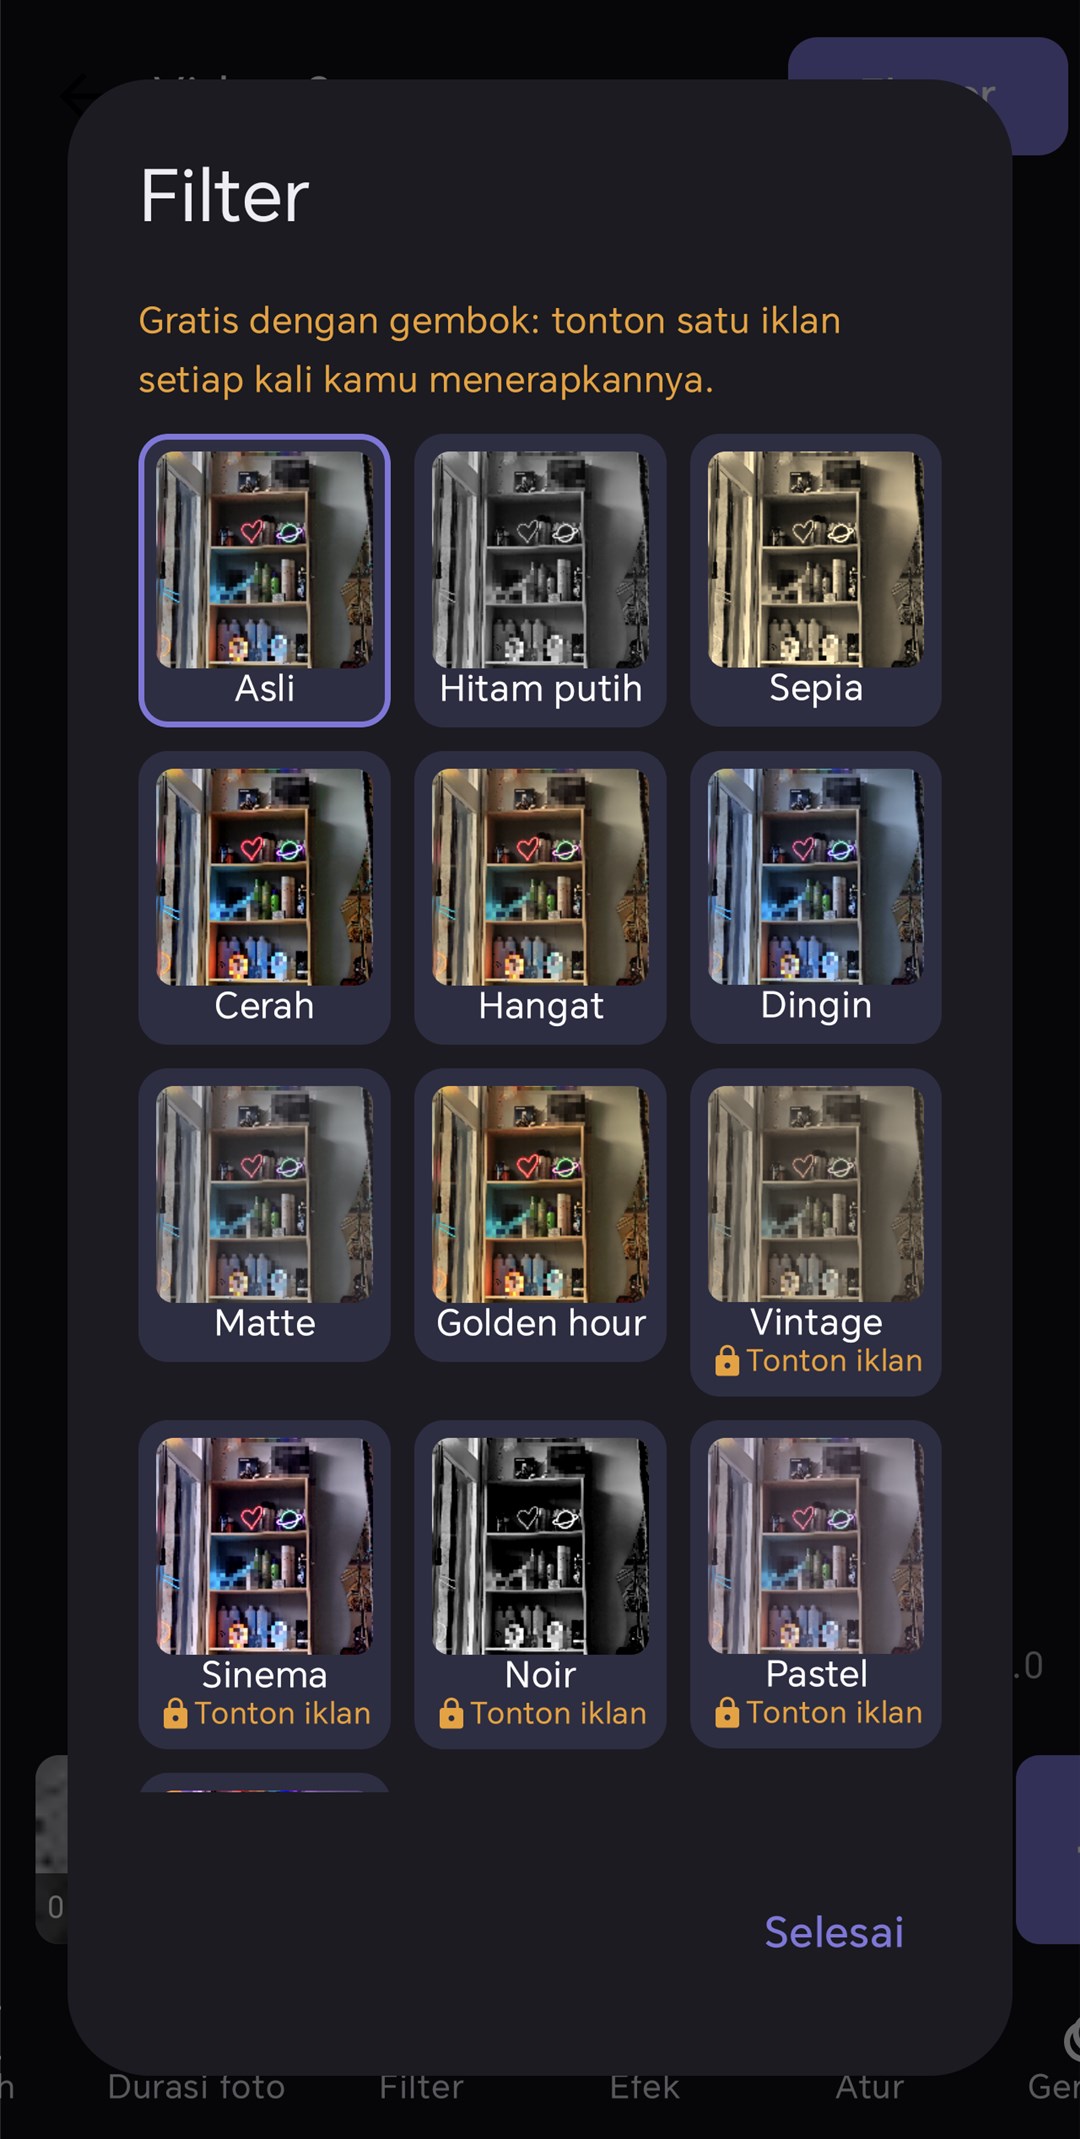 Filter
Gratis dengan gembok: tonton satu iklan
setiap kali kamu menerapkannya.
Asli
Hitam putih
Sepia
Cerah
Hangat
Dingin
Matte
Golden hour
Vintage
Tonton iklan
Sinema
Tonton iklan
Noir
Tonton iklan
Pastel
Tonton iklan
.0
0
Selesai
Durasi foto
Filter
Efek
Atur